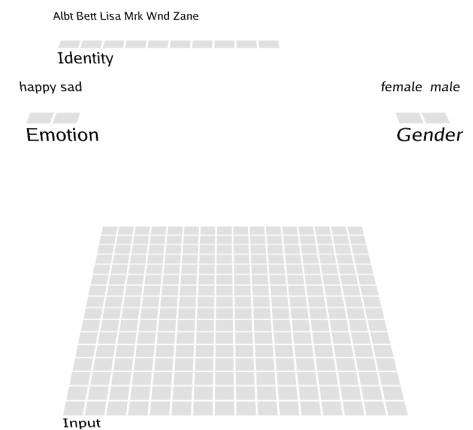 Albt Bett Lisa Mrk Wnd Zane
Identity
happy sad
female male
Emotion
Gender
Input